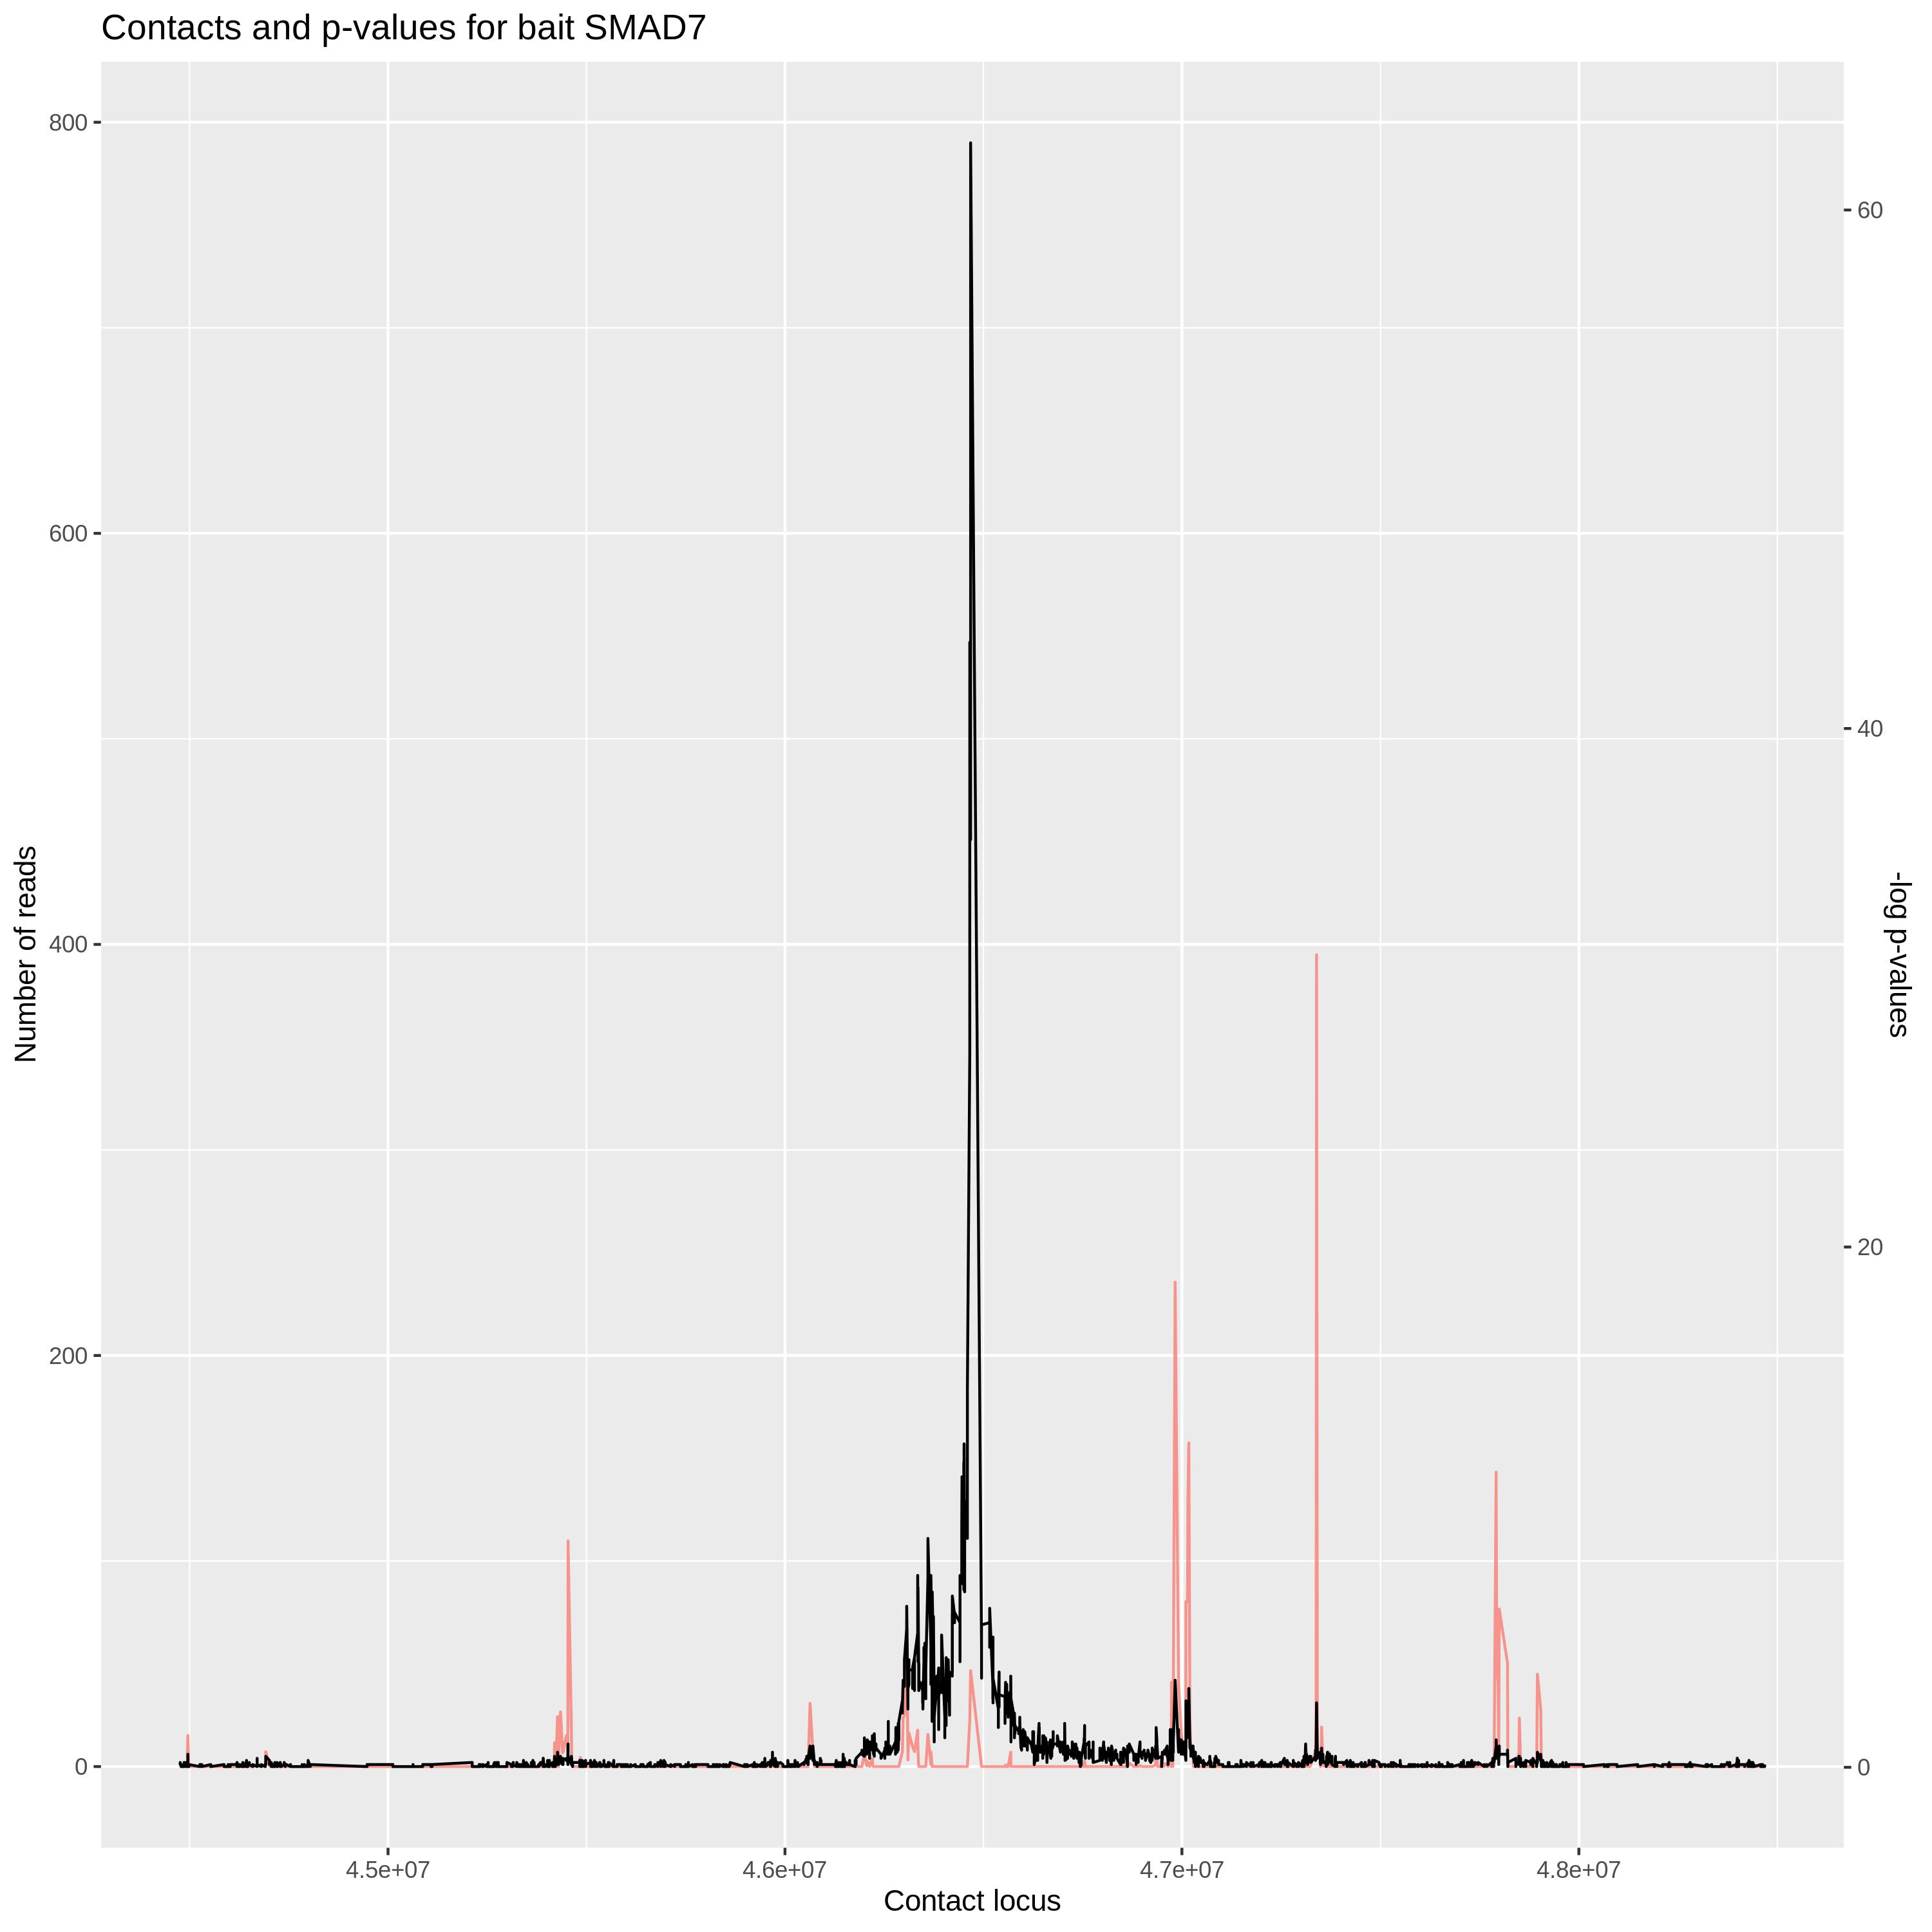 Contacts and p-values for bait SMAD7
800
600
400
200
0
Number of reads
60
40
20
0
-log p-values
4.5e+07
4.6e+07
4.7e+07
4.8e+07
Contact locus